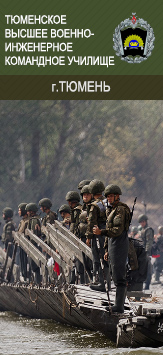 ТЮМЕНСКОЕ
ВЫСШЕЕ ВОЕННО-
ИНЖЕНЕРНОЕ
КОМАНДНОЕ УЧИЛИЩЕ
г.ТЮМЕНЬ